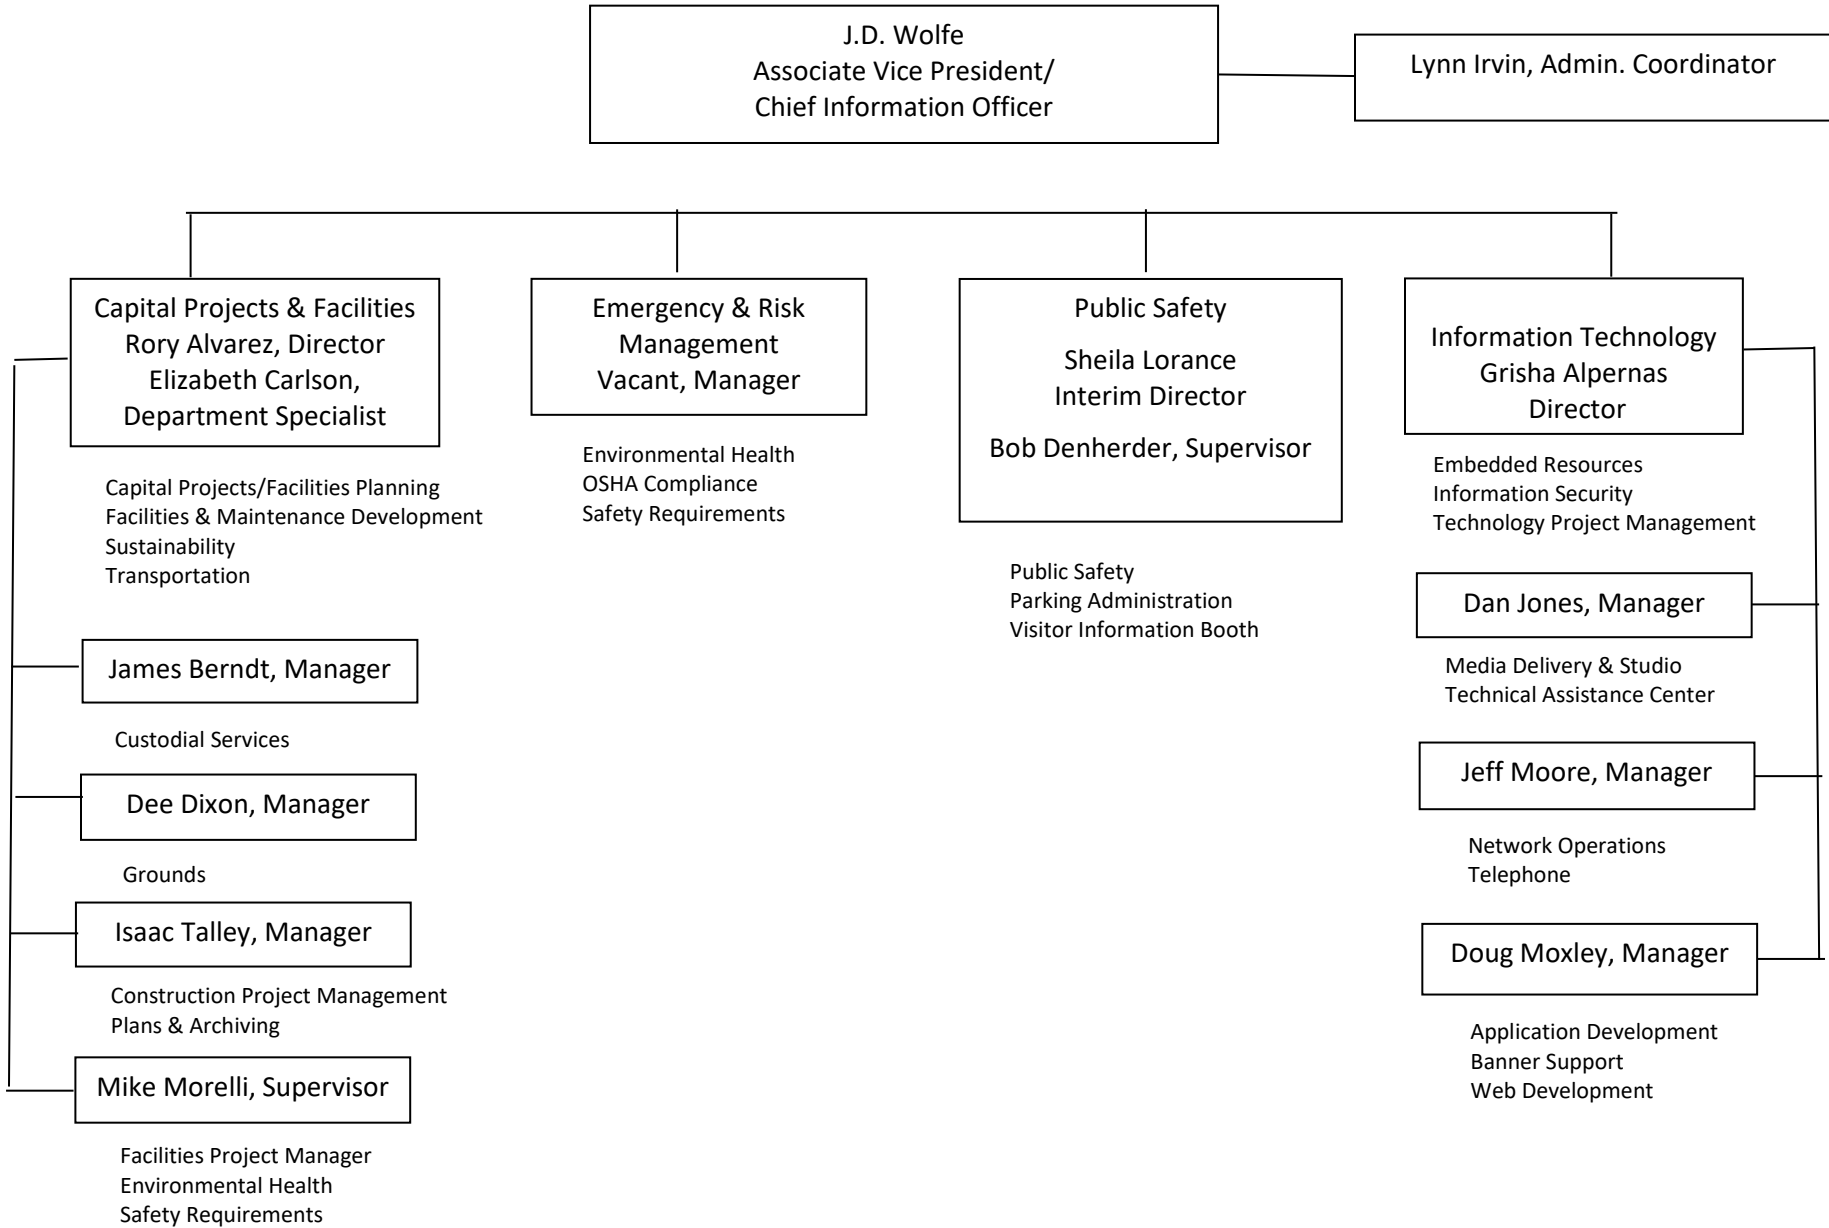 J.D. Wolfe
Associate Vice President/
Chief Information Officer
Lynn Irvin, Admin. Coordinator
Capital Projects & Facilities
Rory Alvarez, Director
Elizabeth Carlson,
Department Specialist
Capital Projects/Facilities Planning
Facilities & Maintenance Development
Sustainability
Transportation
James Berndt, Manager
Custodial Services
Dee Dixon, Manager
Grounds
Isaac Talley, Manager
Construction Project Management
Plans & Archiving
Mike Morelli, Supervisor
Facilities Project Manager
Environmental Health
Safety Requirements
Emergency & Risk
Management
Vacant, Manager
Environmental Health
OSHA Compliance
Safety Requirements
Public Safety
Sheila Lorance
Interim Director
Bob Denherder, Supervisor
Public Safety
Parking Administration
Visitor Information Booth
Information Technology
Grisha Alpernas
Director
Embedded Resources
Information Security
Technology Project Management
Dan Jones, Manager
Media Delivery & Studio
Technical Assistance Center
Jeff Moore, Manager
Network Operations
Telephone
Doug Moxley, Manager
Application Development
Banner Support
Web Development